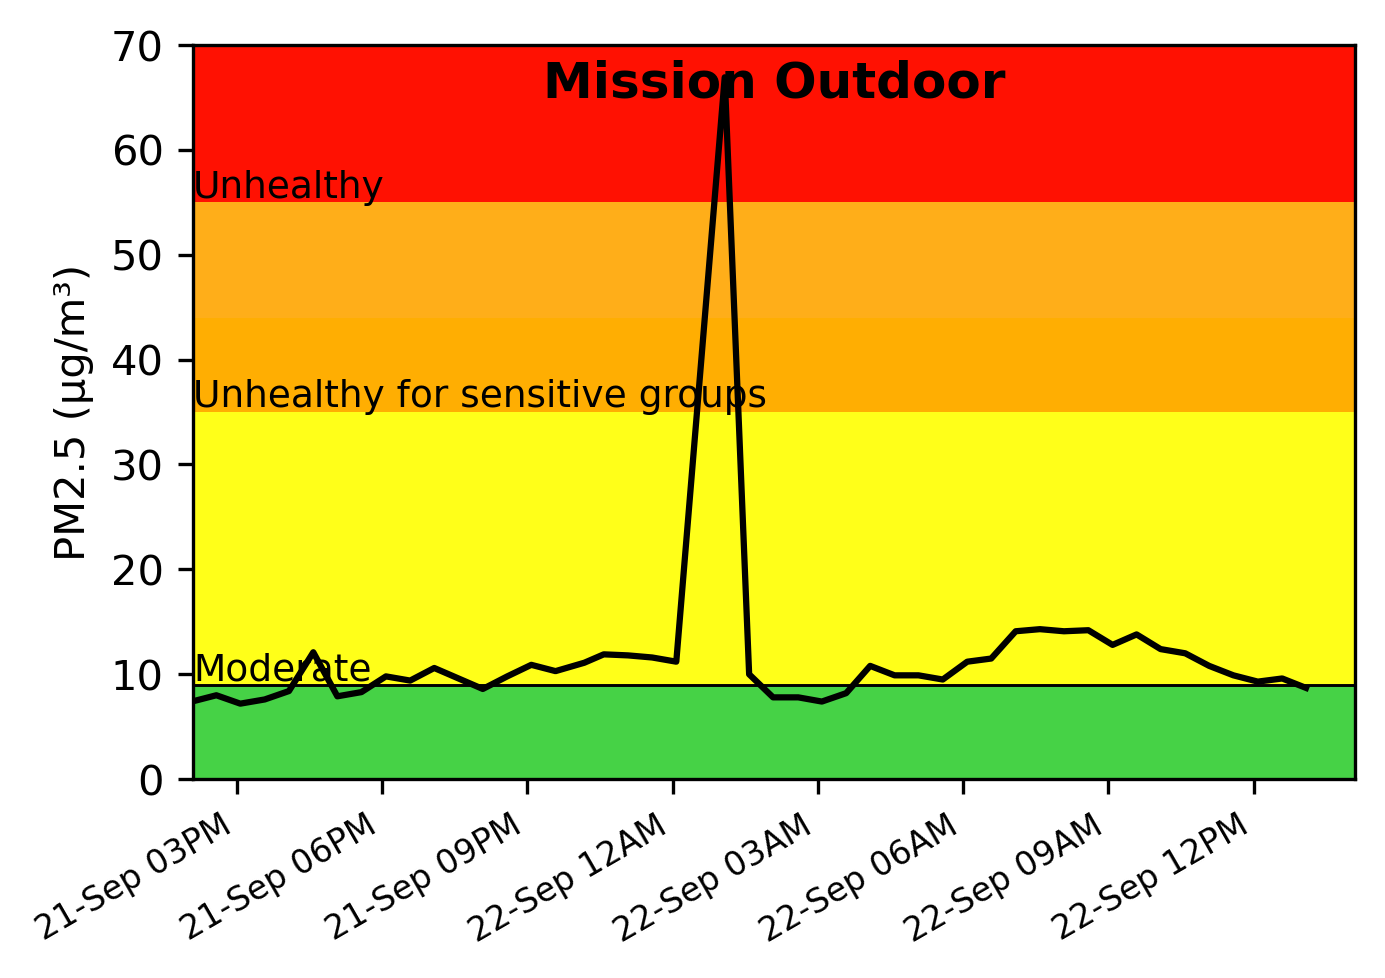 Mission Outdoor
PM2.5 (µg/m³)
70
60
Unhealthy
50
40
Unhealthy for sensitive groups
30
20
10
Moderate
0
21-Sep 03PM
21-Sep 06PM
21-Sep 09PM
22-Sep 12AM
22-Sep 03AM
22-Sep 06AM
22-Sep 09AM
22-Sep 12PM